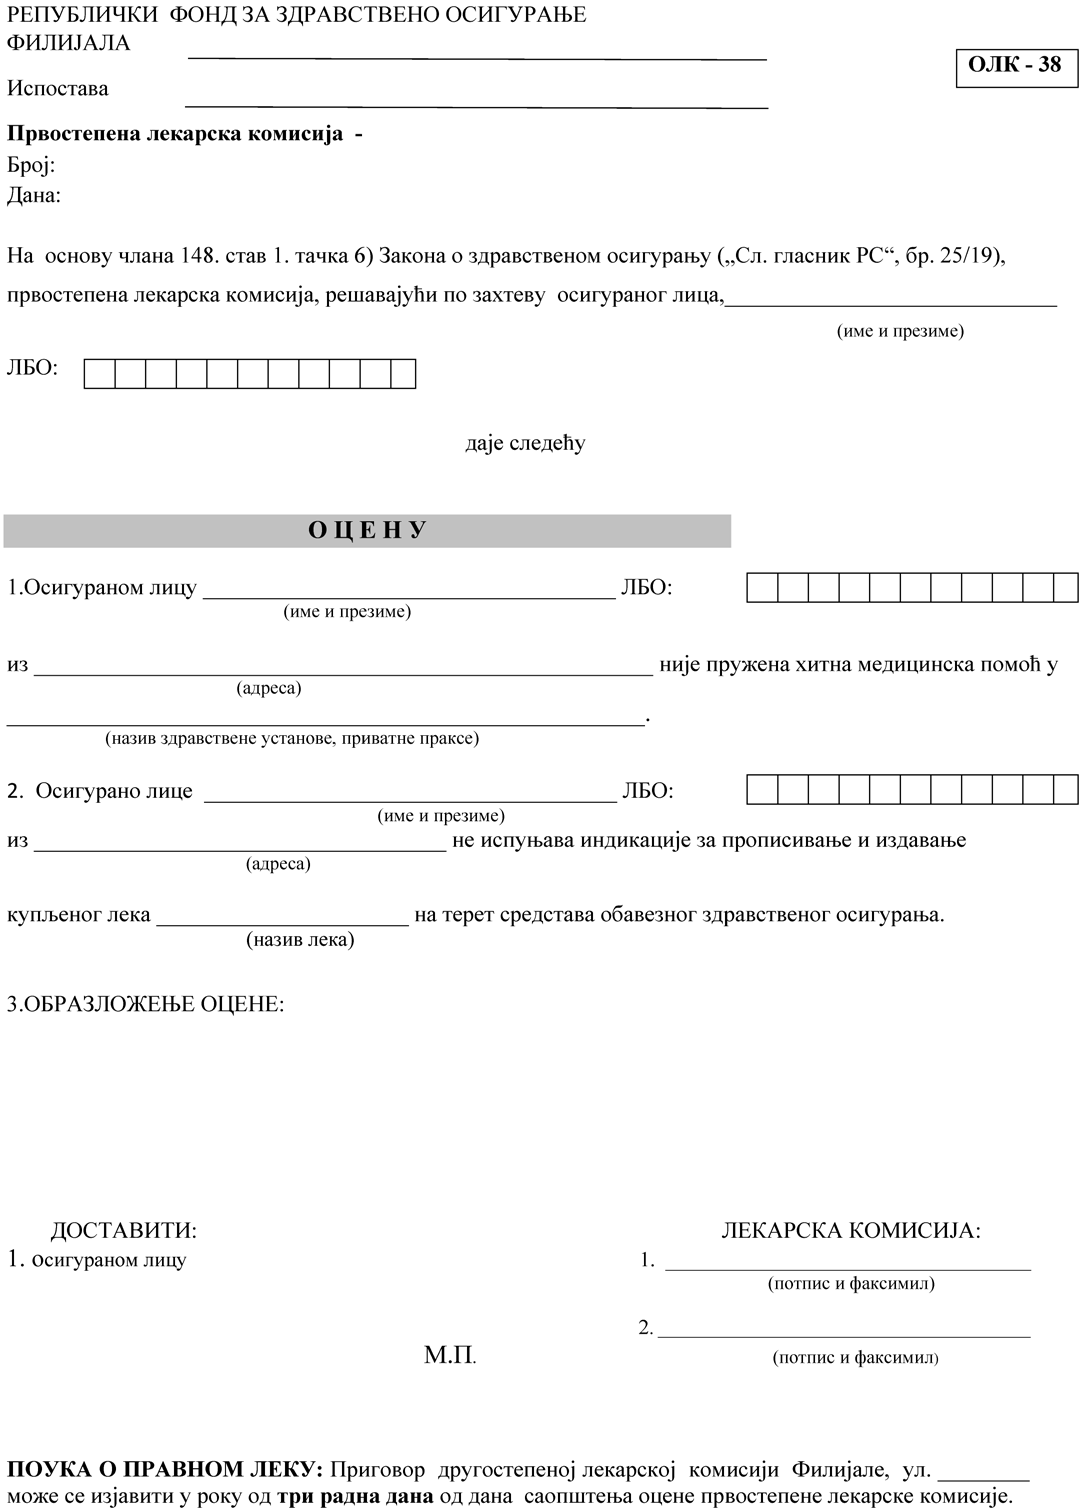 РЕПУБЛИЧКИ ФОНД ЗА ЗДРАВСТВЕНО ОСИГУРАЊЕ
ФИЛИЈАЛА
ОЛК - 38
Испостава
Првостепена лекарска комисија -
Број:
Дана:
На основу члана 148. став 1. тачка 6) Закона о здравственом осигурању („Сл. гласник РС“, бр. 25/19),
првостепена лекарска комисија, решавајући по захтеву осигураног лица,
(име и презиме)
ЛБО:
даје следећу
О Ц Е Н У
1.Осигураном лицу ЛБО:
(име и презиме)
из није пружена хитна медицинска помоћ у
(адреса)
.
(назив здравствене установе, приватне праксе)
2. Осигурано лице ЛБО:
(име и презиме)
из не испуњава индикације за прописивање и издавање
(адреса)
купљеног лека на терет средстава обавезног здравственог осигурања.
(назив лека)
3.ОБРАЗЛОЖЕЊЕ ОЦЕНЕ:
ДОСТАВИТИ: ЛЕКАРСКА КОМИСИЈА:
1. осигураном лицу 1.
(потпис и факсимил)
2.
М.П. (потпис и факсимил)
ПОУКА О ПРАВНОМ ЛЕКУ: Приговор другостепеној лекарској комисији Филијале, ул.
може се изјавити у року од три радна дана од дана саопштења оцене првостепене лекарске комисије.